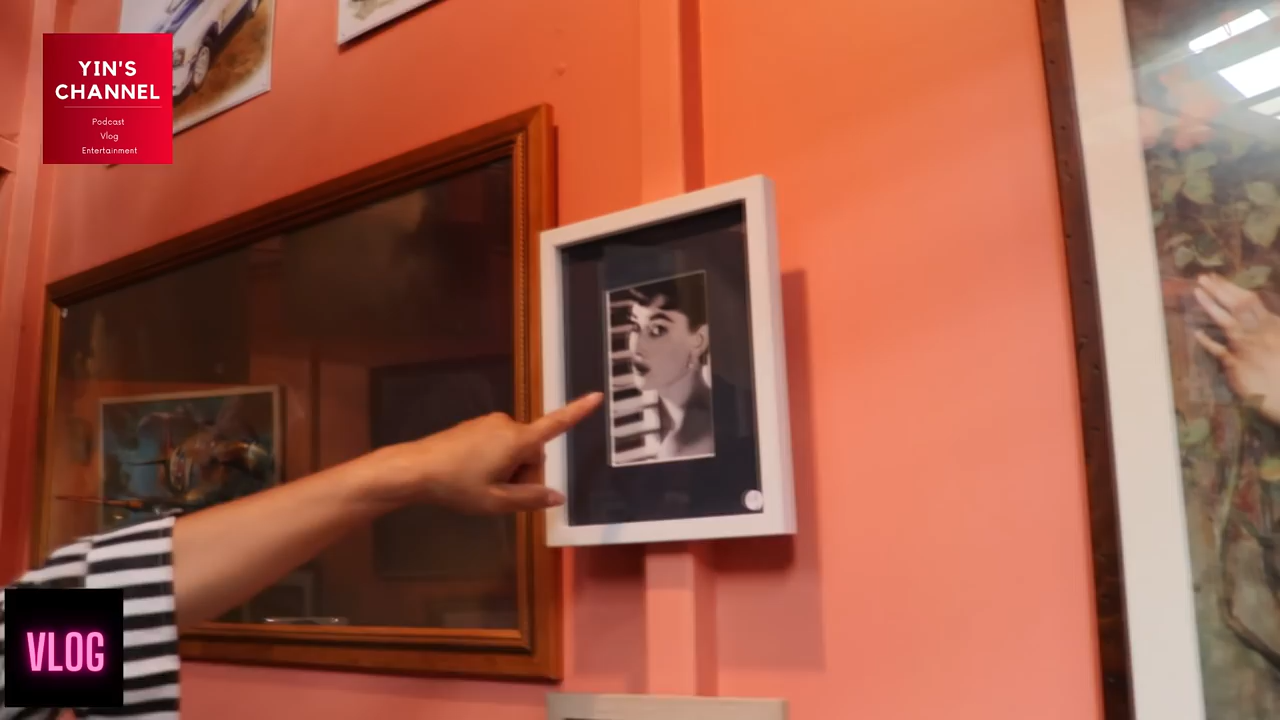 YIN'S
CHANNEL
Podcast
Vlog
Entertainment
VLOG